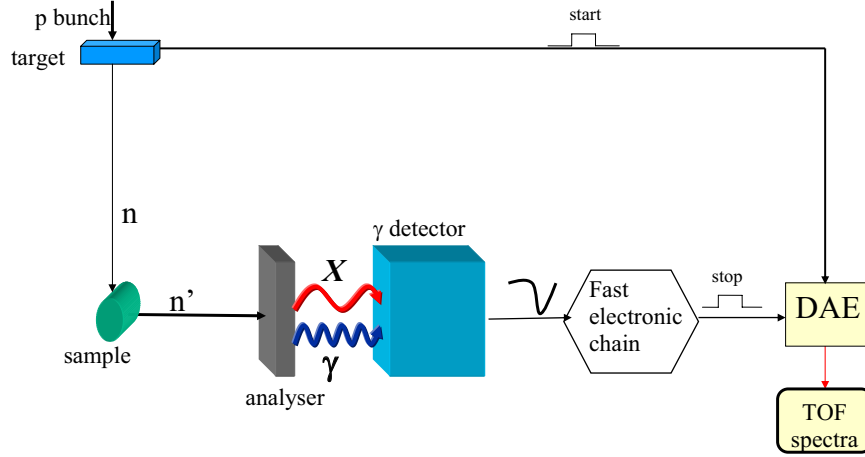 p bunch
target
start
n
γ detector
X
n’
γ
sample
analyser
Fast
electronic
chain
stop
DAE
TOF
spectra